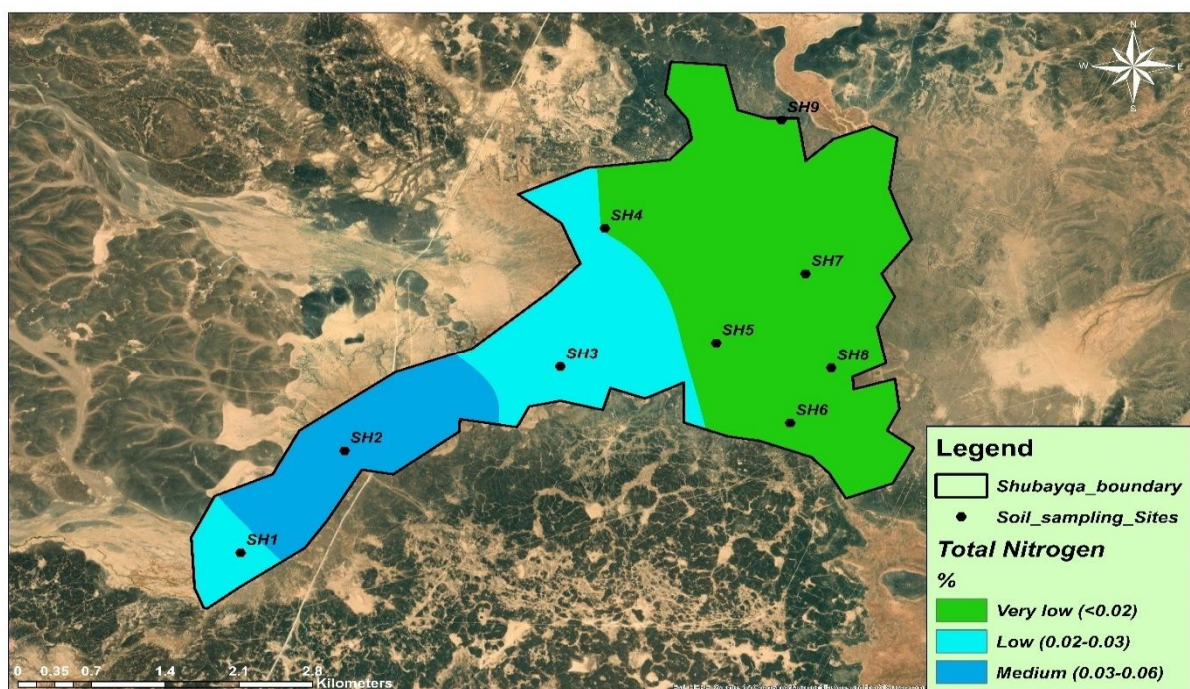 N
W E
S
SH9
SH4
SH7
SH5
SH3
SH8
SH6
SH2
SH1
Legend
Shubayqa_boundary
Soil_sampling_Sites
Total Nitrogen
%
Very low (<0.02)
Low (0.02-0.03)
Medium (0.03-0.06)
0 0.35 0.7 1.4 2.1 2.8
Kilometers